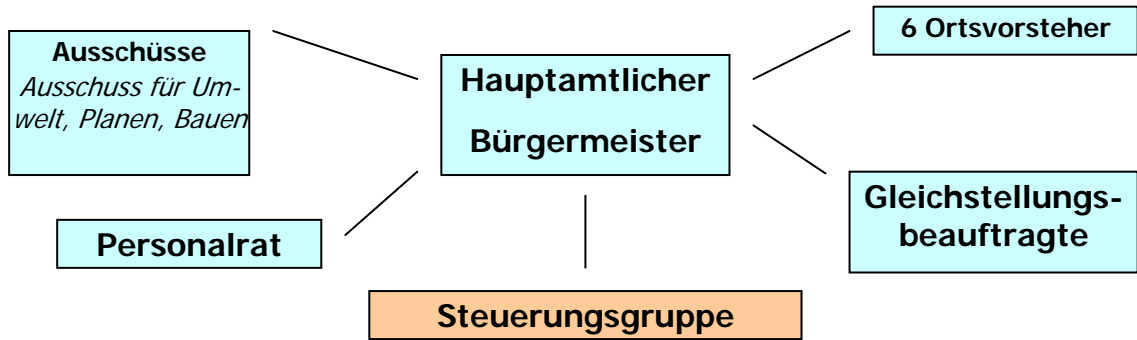 Ausschüsse
Ausschuss für Um-
welt, Planen, Bauen
Hauptamtlicher
Bürgermeister
6 Ortsvorsteher
Personalrat
Gleichstellungs-
beauftragte
Steuerungsgruppe